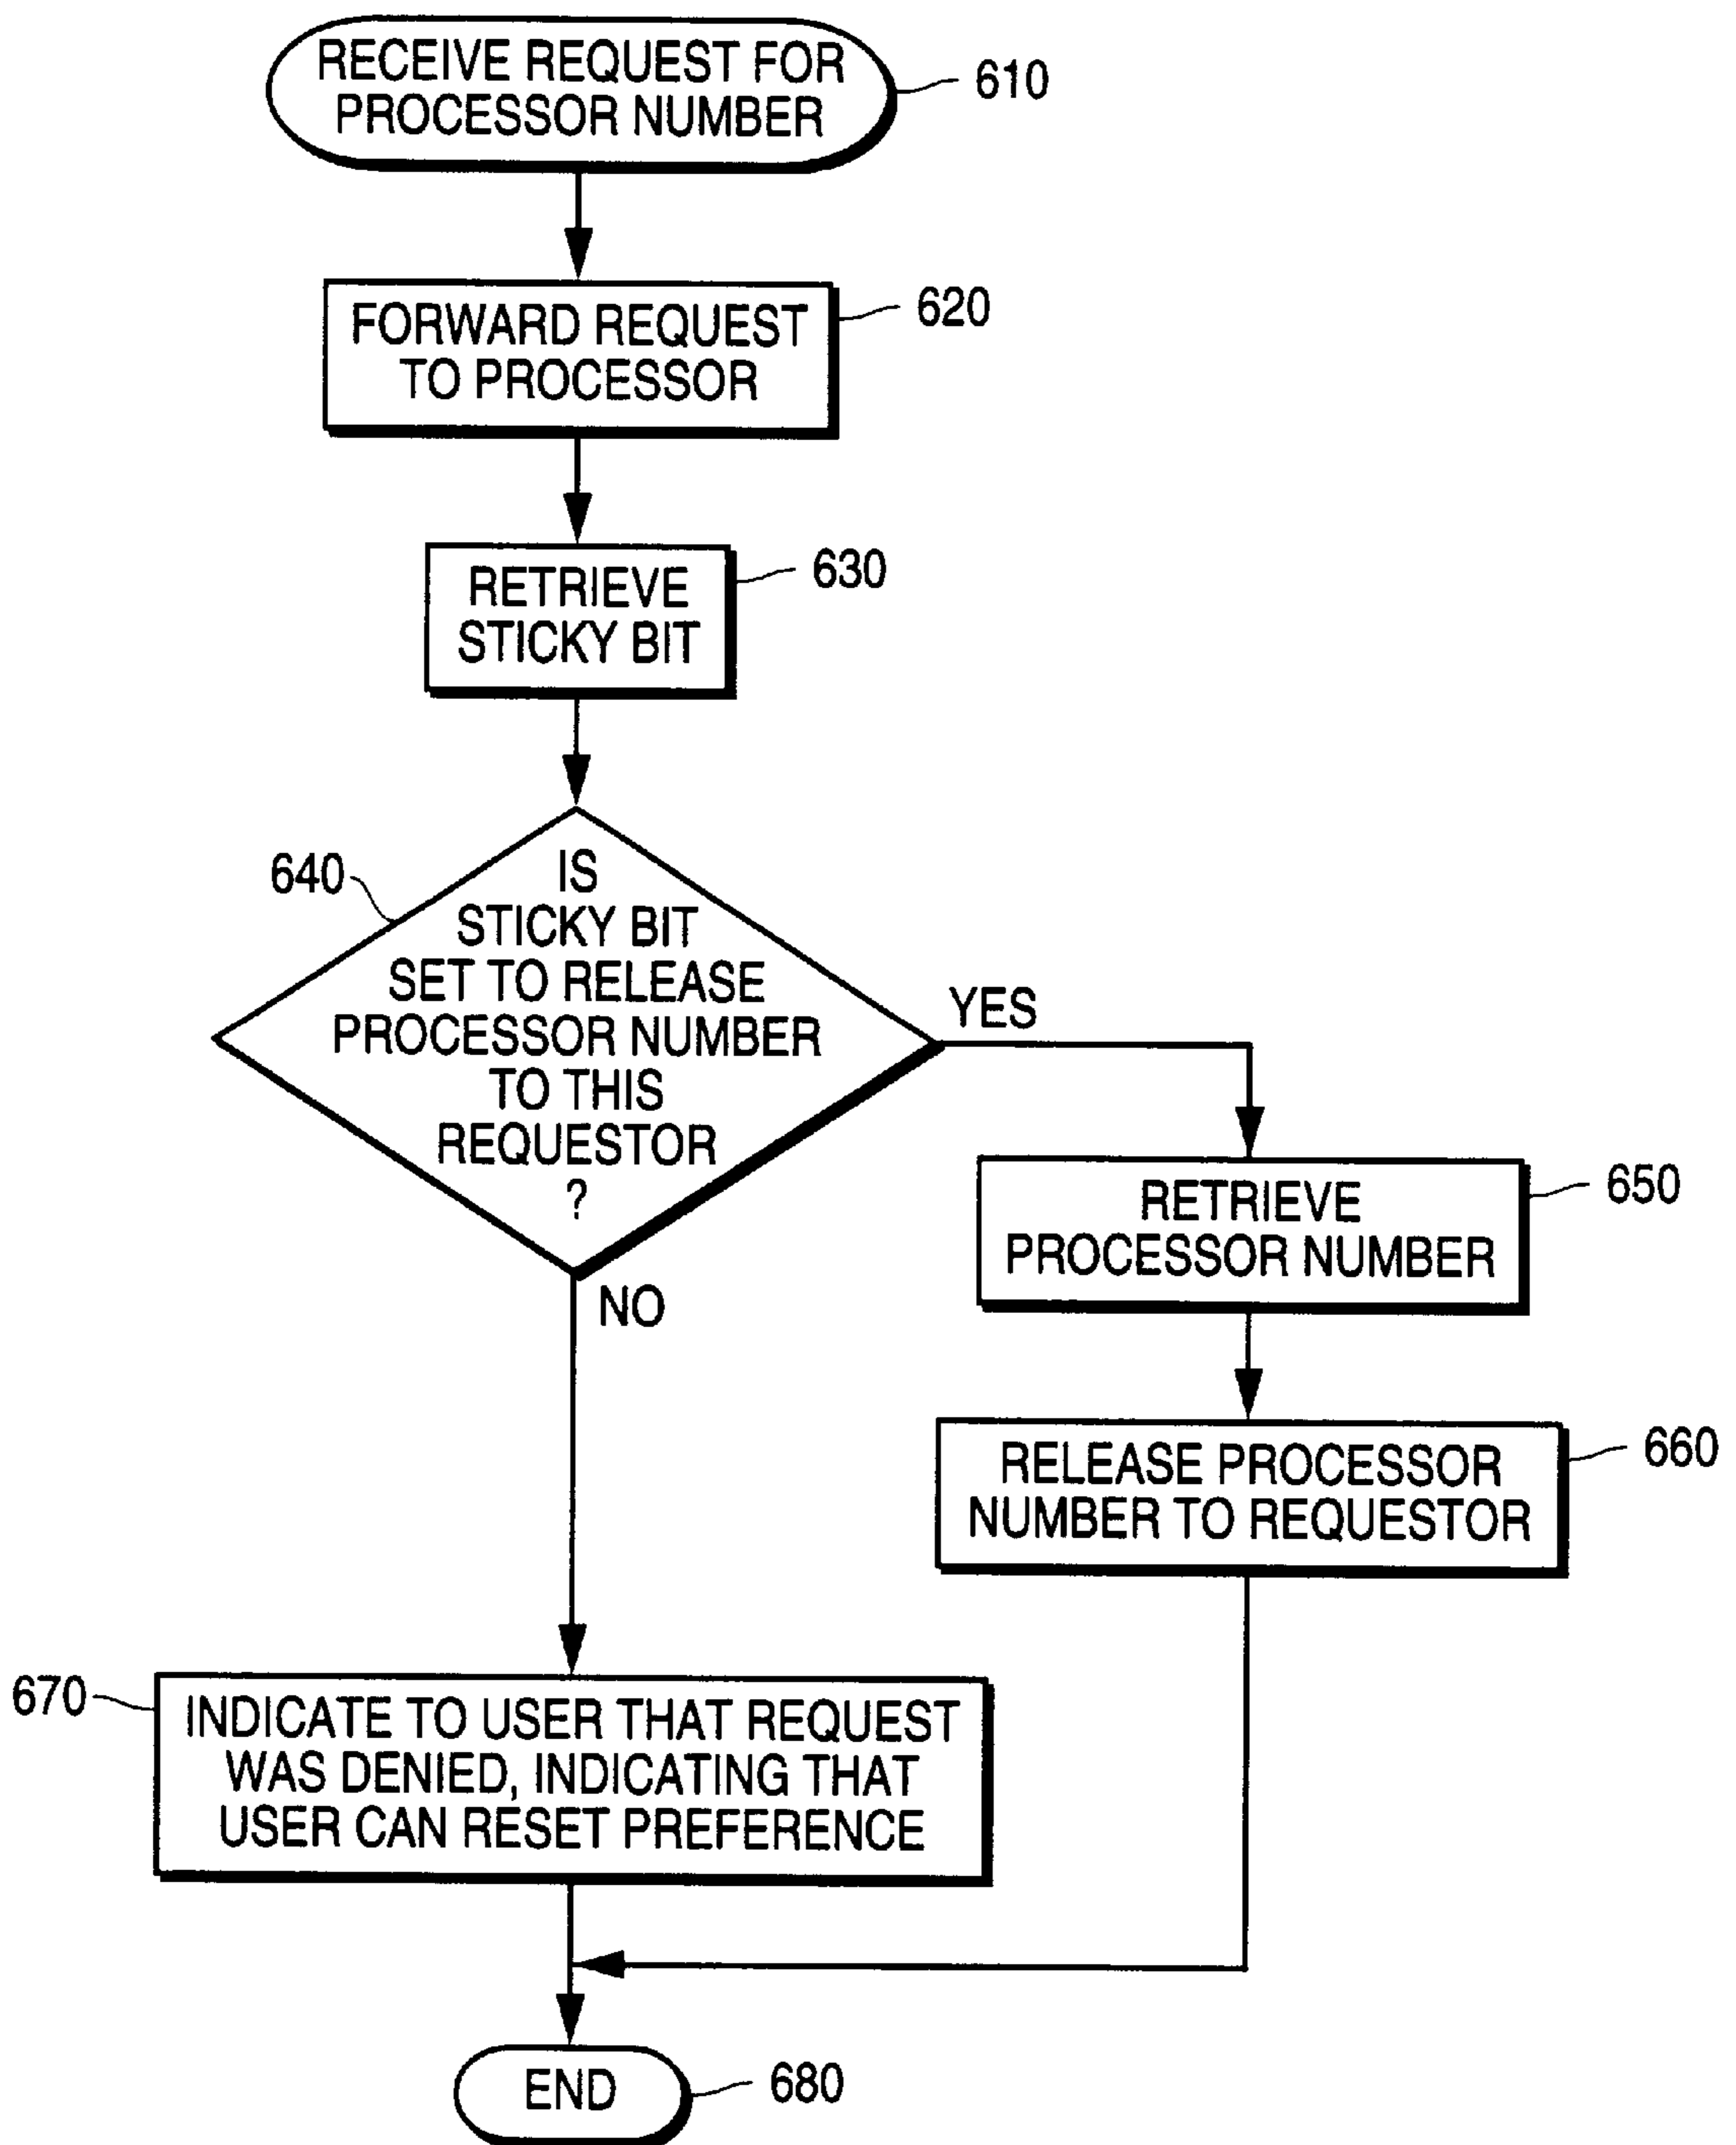 RECEIVE REQUEST FOR
PROCESSOR NUMBER
610
FORWARD REQUEST
TO PROCESSOR
620
RETRIEVE
STICKY BIT
630
640
IS
STICKY BIT
SET TO RELEASE
PROCESSOR NUMBER
TO THIS
REQUESTOR
?
YES
NO
RETRIEVE
PROCESSOR NUMBER
650
RELEASE PROCESSOR
NUMBER TO REQUESTOR
660
670
INDICATE TO USER THAT REQUEST
WAS DENIED, INDICATING THAT
USER CAN RESET PREFERENCE
END
680